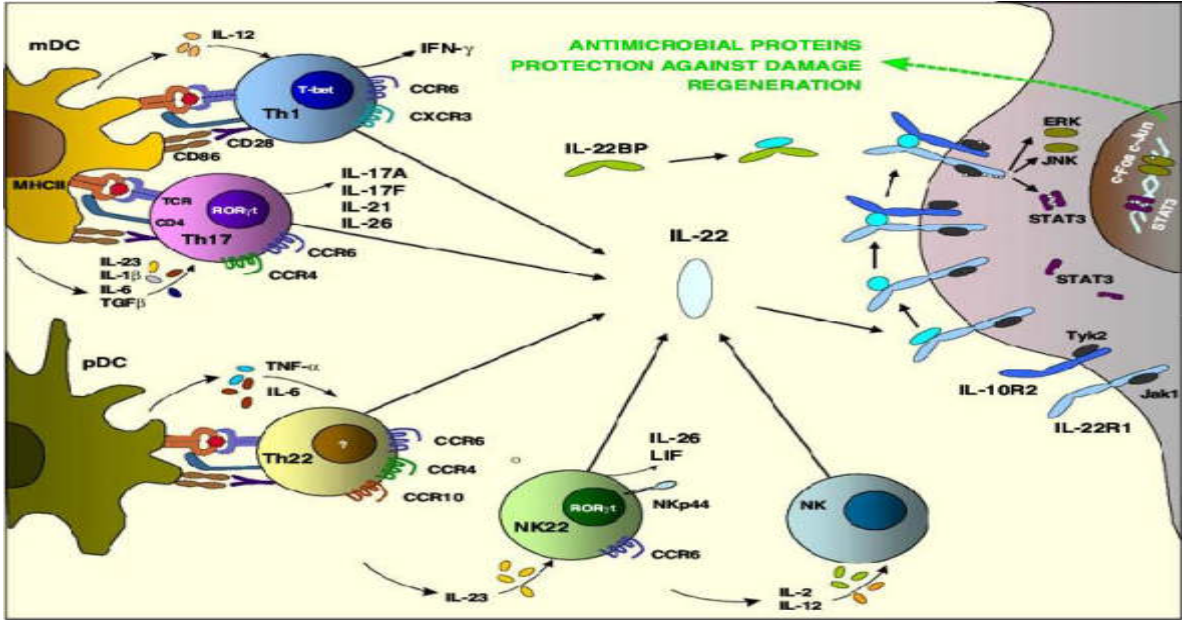 mDC
IL-12
IFN-γ
T-bet
Th1
CCR6
CXCR3
CD86
CD28
MHCII
TCR
CD4
RORγt
Th17
IL-17A
IL-17F
IL-21
IL-26
CCR6
CCR4
IL-23
IL-1β
IL-6
TGFβ
pDC
TNF-α
IL-6
?
Th22
CCR6
CCR4
CCR10
IL-23
RORγt
NK22
IL-26
LIF
NKp44
CCR6
NK
IL-2
IL-12
IL-22
IL-22BP
ANTIMICROBIAL PROTEINS
PROTECTION AGAINST DAMAGE
REGENERATION
ERK
JNK
STAT3
c-Fos c-Jun
STAT3
STAT3
Tyk2
IL-10R2
Jak1
IL-22R1